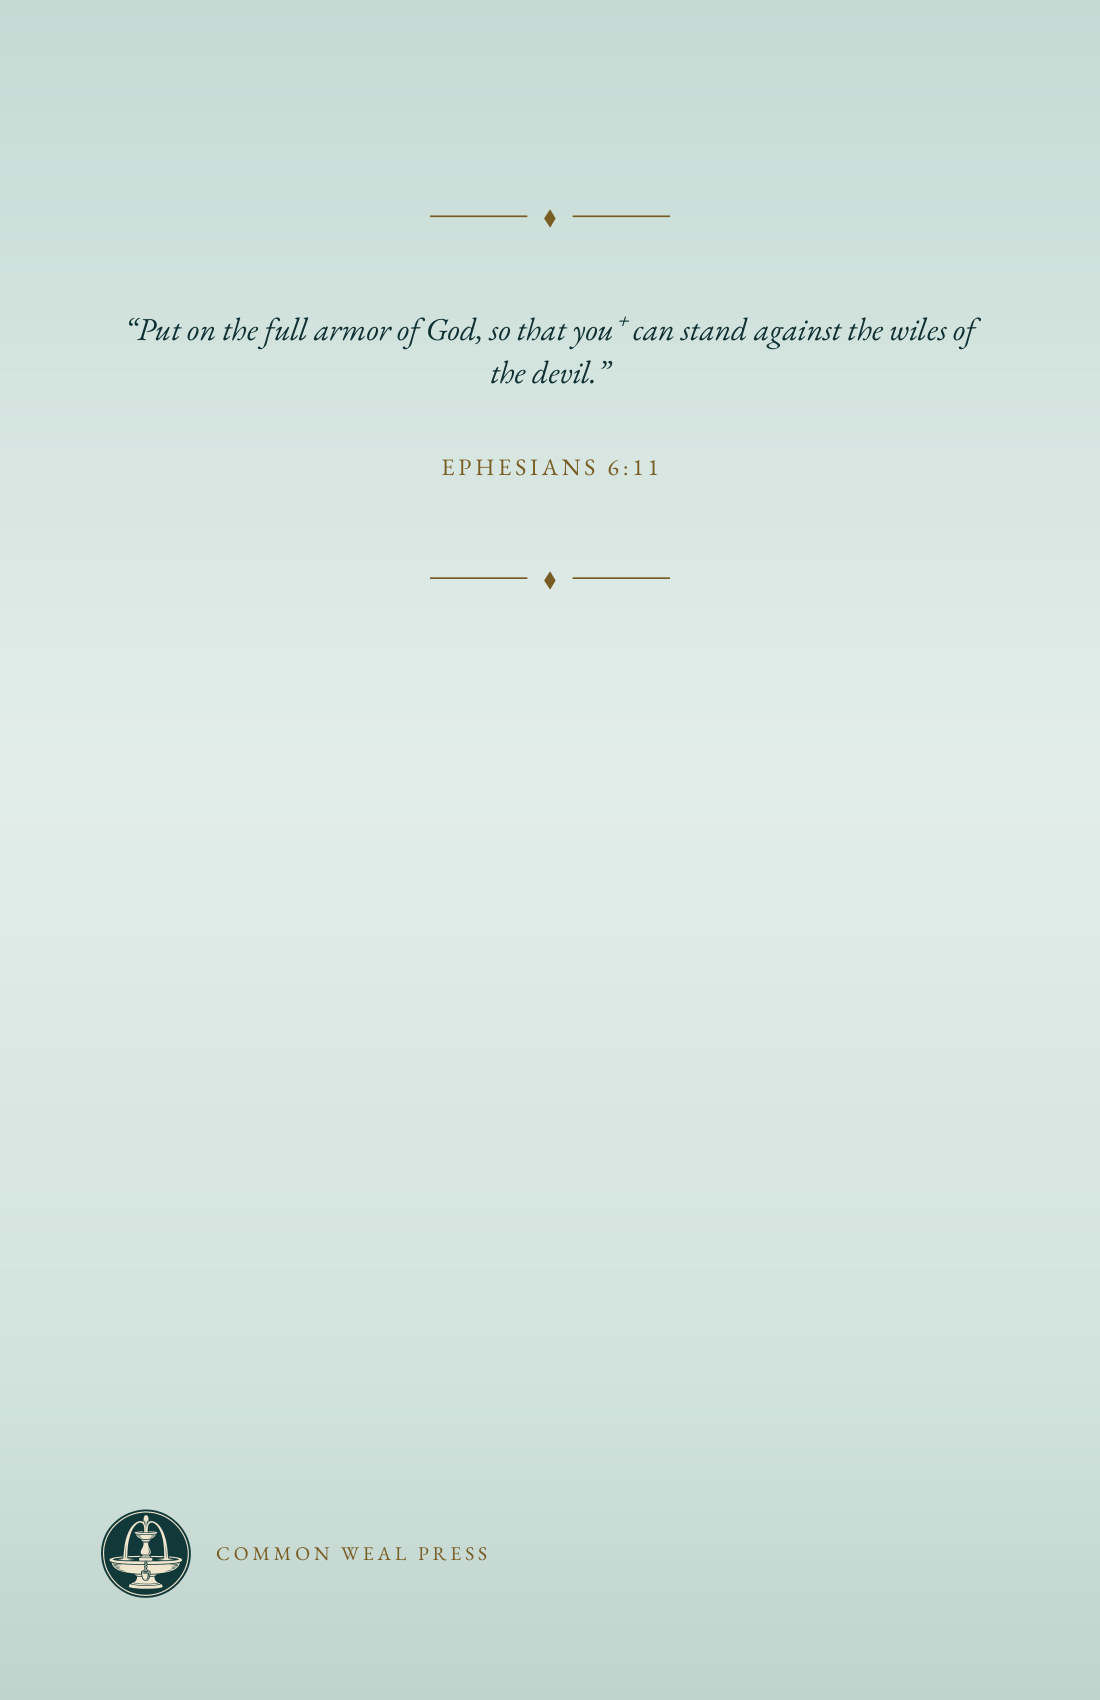 “Put on the full armor of God, so that you⁺ can stand against the wiles of
the devil.”
EPHESIANS 6:11
COMMON WEAL PRESS